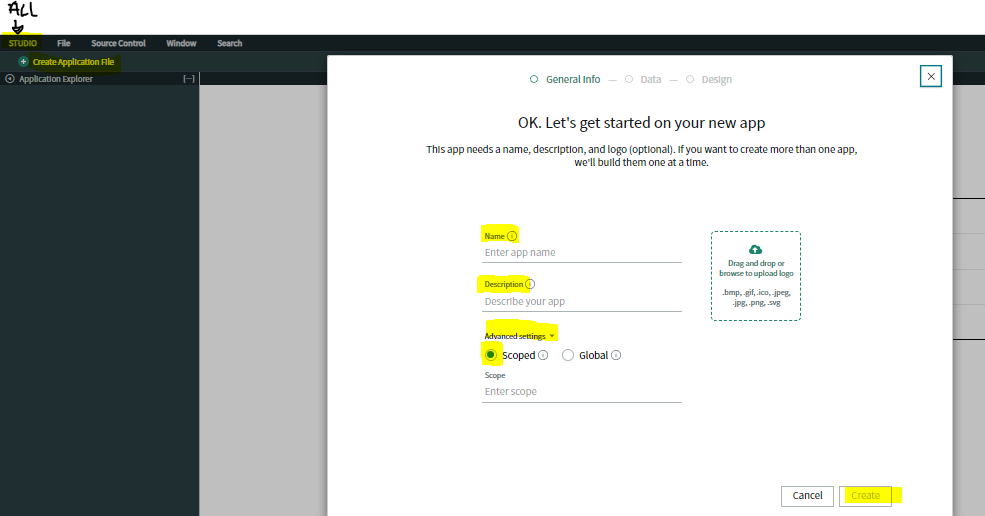 ALL
STUDIO File Source Control Window Search
Create Application File
Application Explorer [—]
General Info — Data — Design
OK. Let's get started on your new app
This app needs a name, description, and logo (optional). If you want to create more than one app,
we'll build them one at a time.
Name
Enter app name
Description
Describe your app
Drag and drop or
browse to upload logo
.bmp, .gif, .ico, .jpeg,
.jpg, .png, .svg
Advanced settings
Scoped Global
Scope
Enter scope
Cancel Create